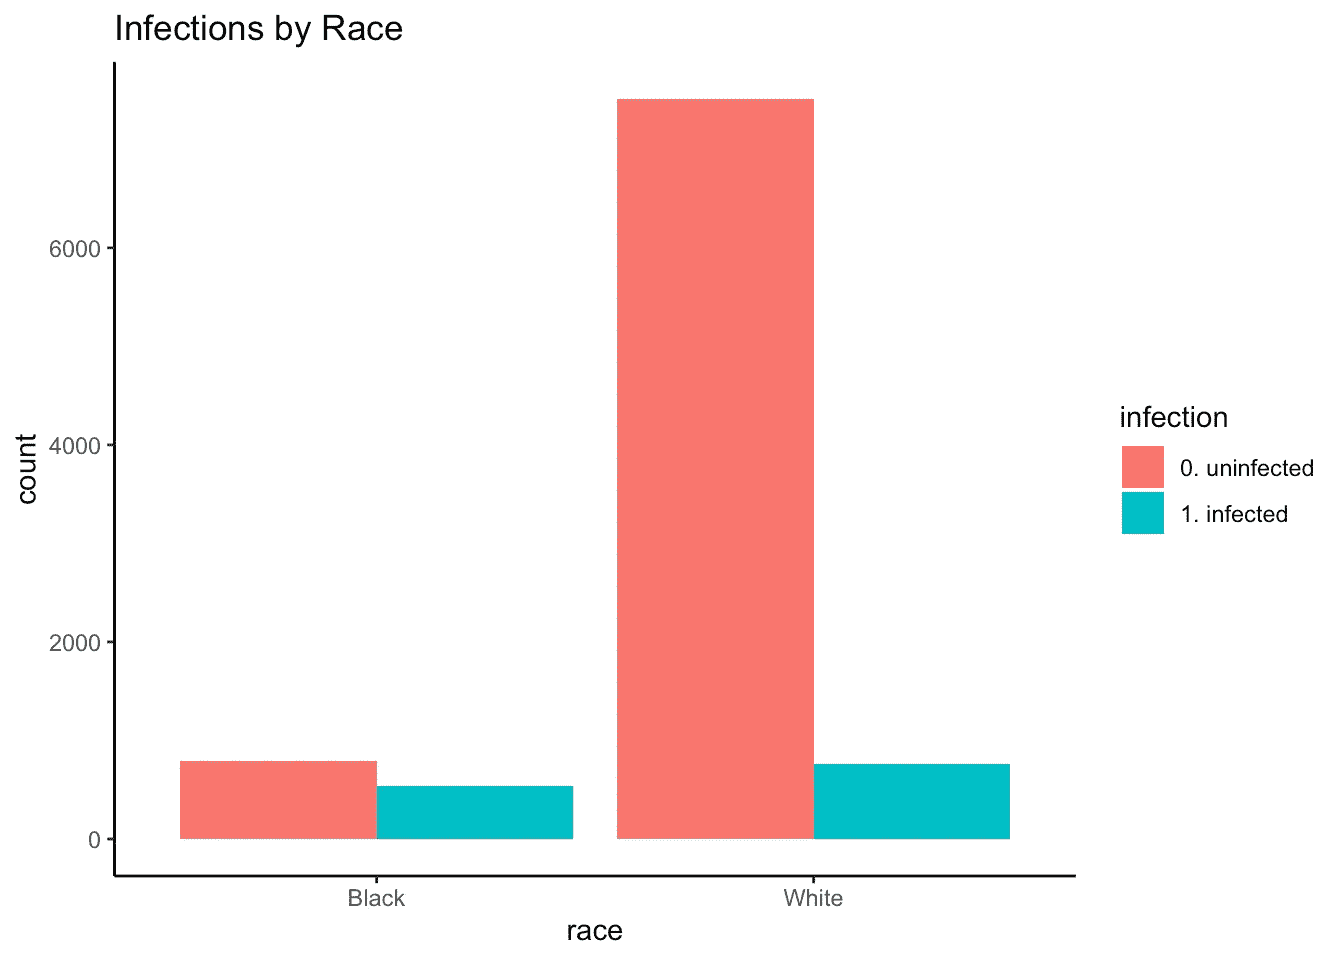 Infections by Race
count
6000
4000
2000
0
Black
White
race
infection
0. uninfected
1. infected